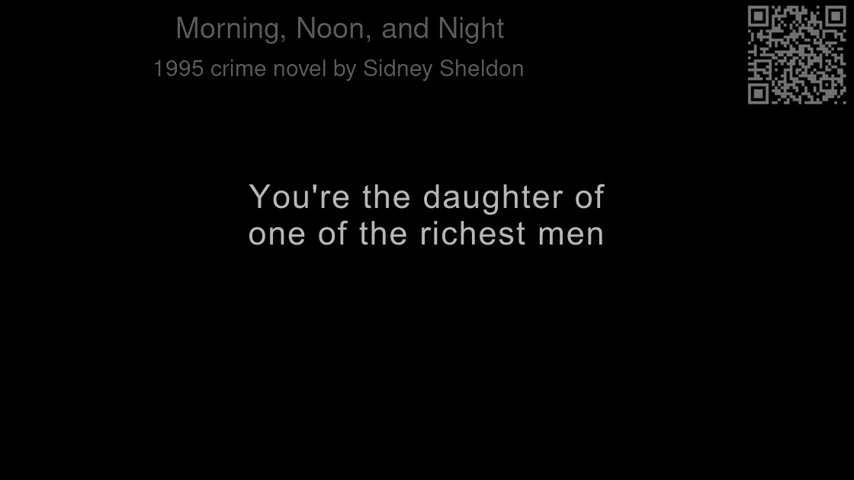 Morning, Noon, and Night
1995 crime novel by Sidney Sheldon
You're the daughter of
one of the richest men